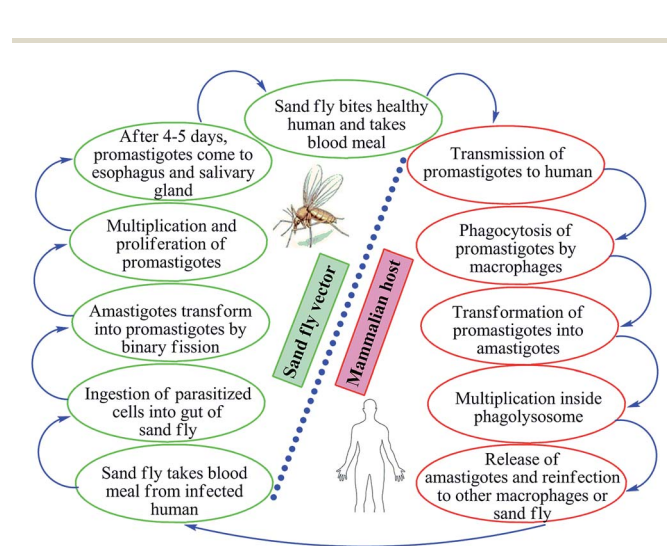 Sand fly bites healthy
human and takes
blood meal
After 4-5 days,
promastigotes come to
esophagus and salivary
gland
Multiplication and
proliferation of
promastigotes
Amastigotes transform
into promastigotes by
binary fission
Ingestion of parasitized
cells into gut of
sand fly
Sand fly takes blood
meal from infected
human
Sand fly vector
Mammalian host
Transmission of
promastigotes to human
Phagocytosis of
promastigotes by
macrophages
Transformation of
promastigotes into
amastigotes
Multiplication inside
phagolysosome
Release of
amastigotes and reinfection
to other macrophages or
sand fly